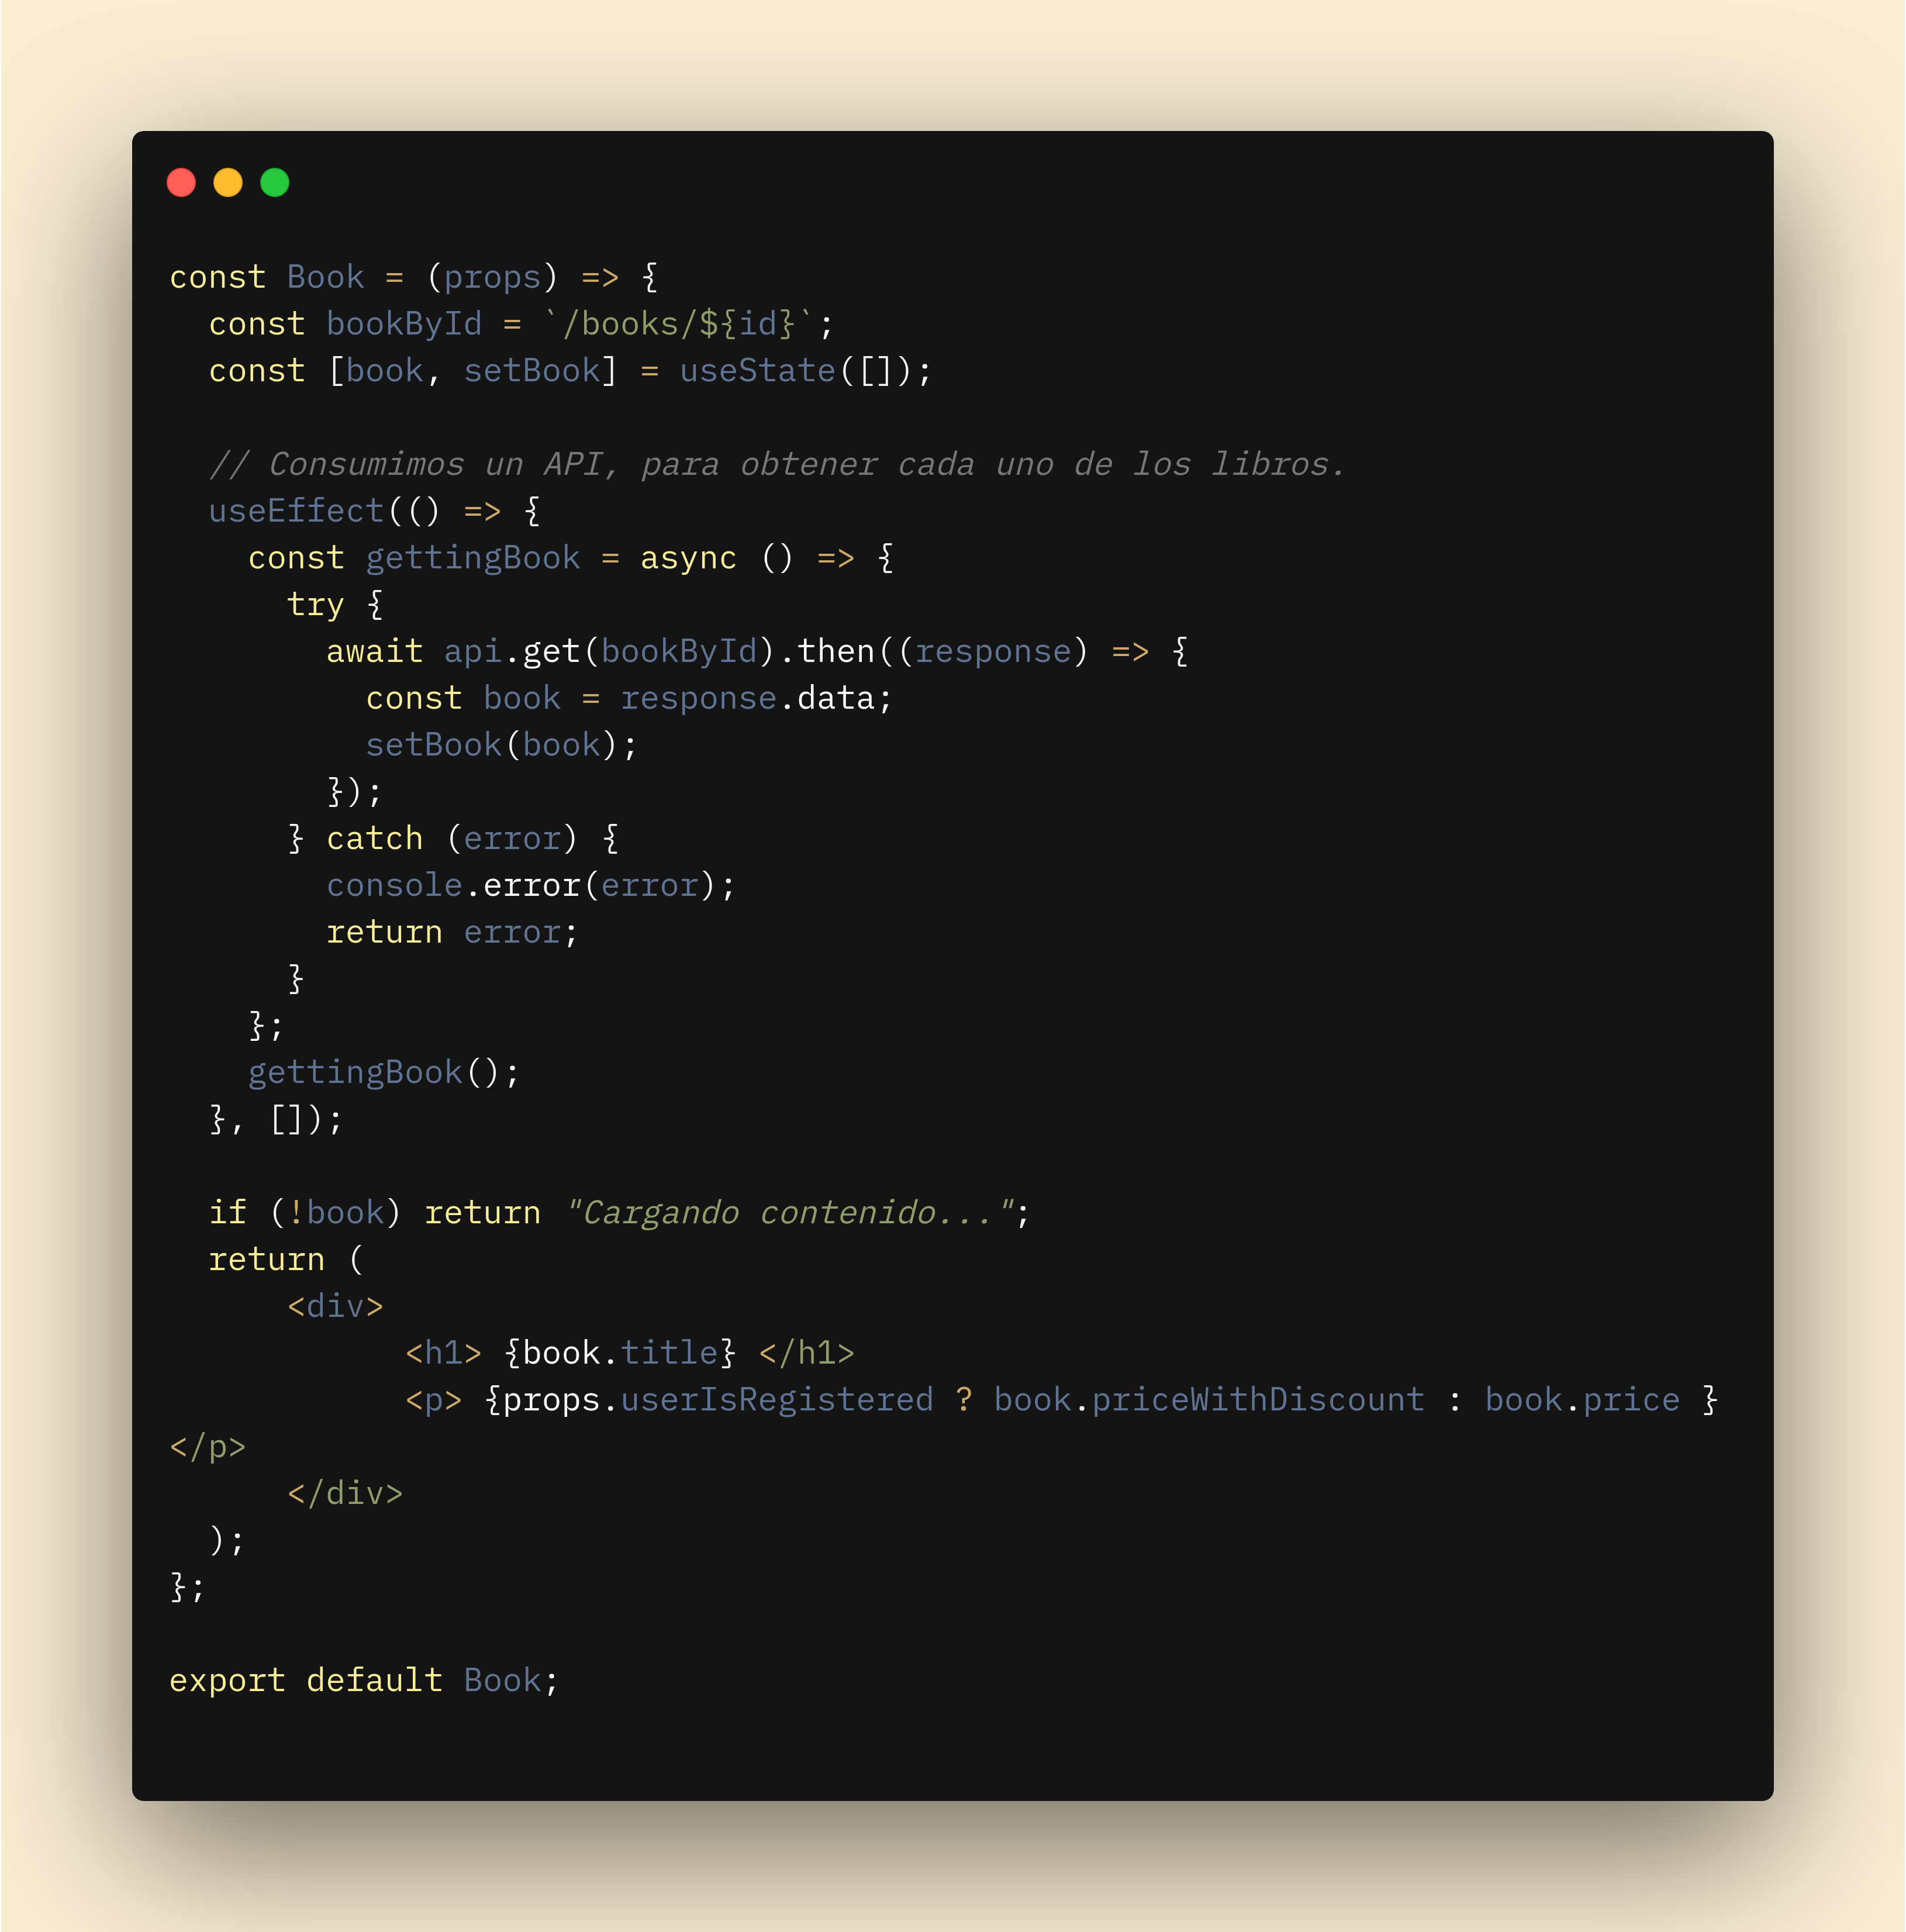 const Book = (props) => {
  const bookById = `/books/${id}`;
  const [book, setBook] = useState([]);

  // Consumimos un API, para obtener cada uno de los libros.
  useEffect(() => {
    const gettingBook = async () => {
      try {
        await api.get(bookById).then((response) => {
          const book = response.data;
          setBook(book);
        });
      } catch (error) {
        console.error(error);
        return error;
      }
    };
    gettingBook();
  }, []);

  if (!book) return "Cargando contenido...";
  return (
      <div>
            <h1> {book.title} </h1>
            <p> {props.userIsRegistered ? book.priceWithDiscount : book.price }
</p>
      </div>
  );
};

export default Book;